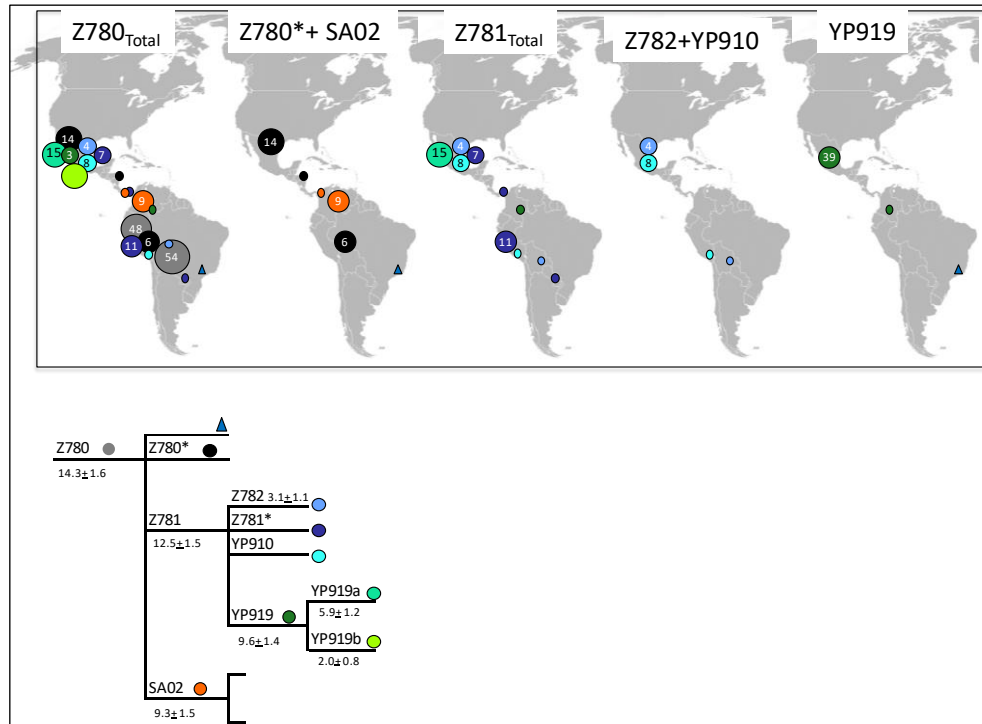 Z780Total
Z780*+ SA02
Z781Total
Z782+YP910
YP919
14
15
3
4
7
8
9
48
6
11
54
14
9
6
15
4
7
8
11
4
8
39
Z780
14.3±1.6
Z780*
Z781
12.5±1.5
Z782 3.1±1.1
Z781*
YP910
YP919
9.6±1.4
YP919a
5.9±1.2
YP919b
2.0±0.8
SA02
9.3±1.5